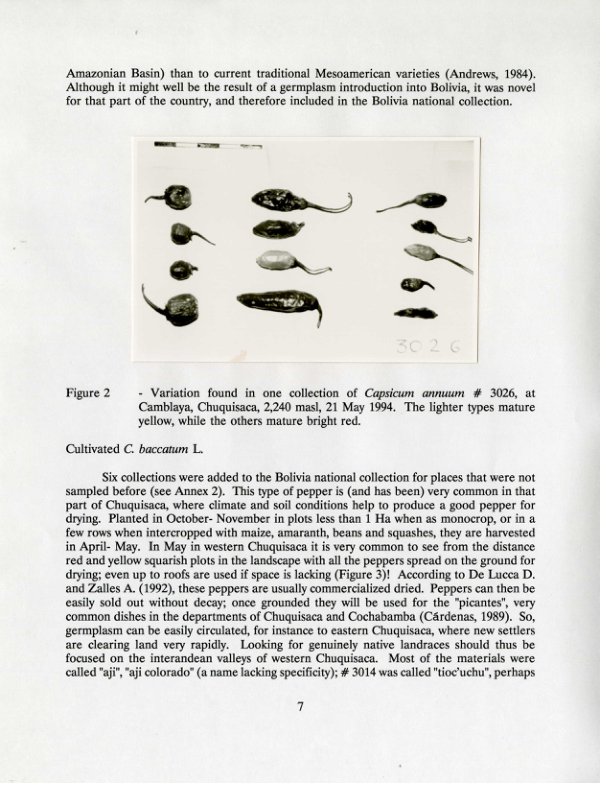 Amazonian Basin) than to current traditional Mesoamerican varieties (Andrews, 1984).
Although it might well be the result of a germplasm introduction into Bolivia, it was novel
for that part of the country, and therefore included in the Bolivia national collection.
3026
Figure 2 - Variation found in one collection of Capsicum annuum # 3026, at
Camblaya, Chuquisaca, 2,240 masl, 21 May 1994. The lighter types mature
yellow, while the others mature bright red.
Cultivated C. baccatum L.
Six collections were added to the Bolivia national collection for places that were not
sampled before (see Annex 2). This type of pepper is (and has been) very common in that
part of Chuquisaca, where climate and soil conditions help to produce a good pepper for
drying. Planted in October- November in plots less than 1 Ha when as monocrop, or in a
few rows when intercropped with maize, amaranth, beans and squashes, they are harvested
in April- May. In May in western Chuquisaca it is very common to see from the distance
red and yellow squarish plots in the landscape with all the peppers spread on the ground for
drying; even up to roofs are used if space is lacking (Figure 3)! According to De Lucca D.
and Zalles A. (1992), these peppers are usually commercialized dried. Peppers can then be
easily sold out without decay; once grounded they will be used for the "picantes", very
common dishes in the departments of Chuquisaca and Cochabamba (Cárdenas, 1989). So,
germplasm can be easily circulated, for instance to eastern Chuquisaca, where new settlers
are clearing land very rapidly. Looking for genuinely native landraces should thus be
focused on the interandean valleys of western Chuquisaca. Most of the materials were
called "aji", "aji colorado" (a name lacking specificity); # 3014 was called "tioc'uchu", perhaps
7